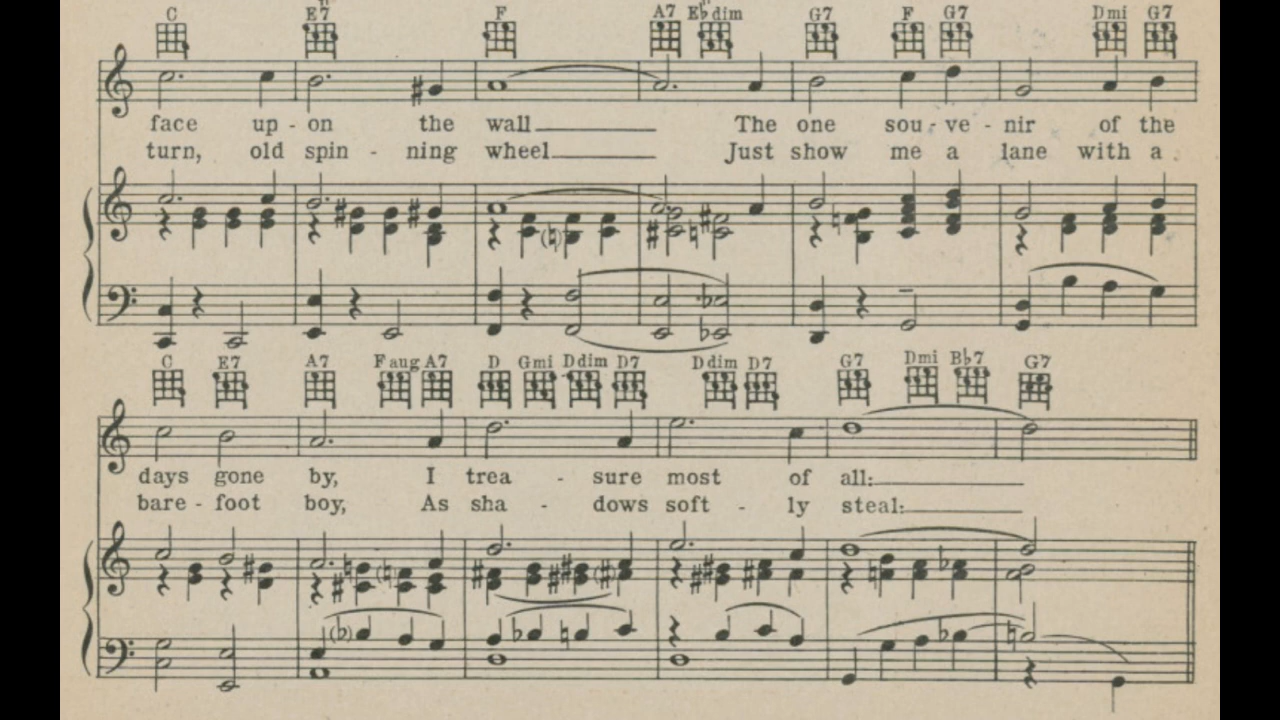 C E7 F A7 E♭dim G7 F G7 Dmi G7
face up - on the wall The one sou - ve - nir of the
turn, old spin - ning wheel Just show me a lane with a
C E7 A7 F aug A7 D Gmi Ddim D7 Ddim D7 G7 Dmi B♭7 G7
days gone by, I trea - sure most of all:
bare - foot boy, As sha - dows soft - ly steal: